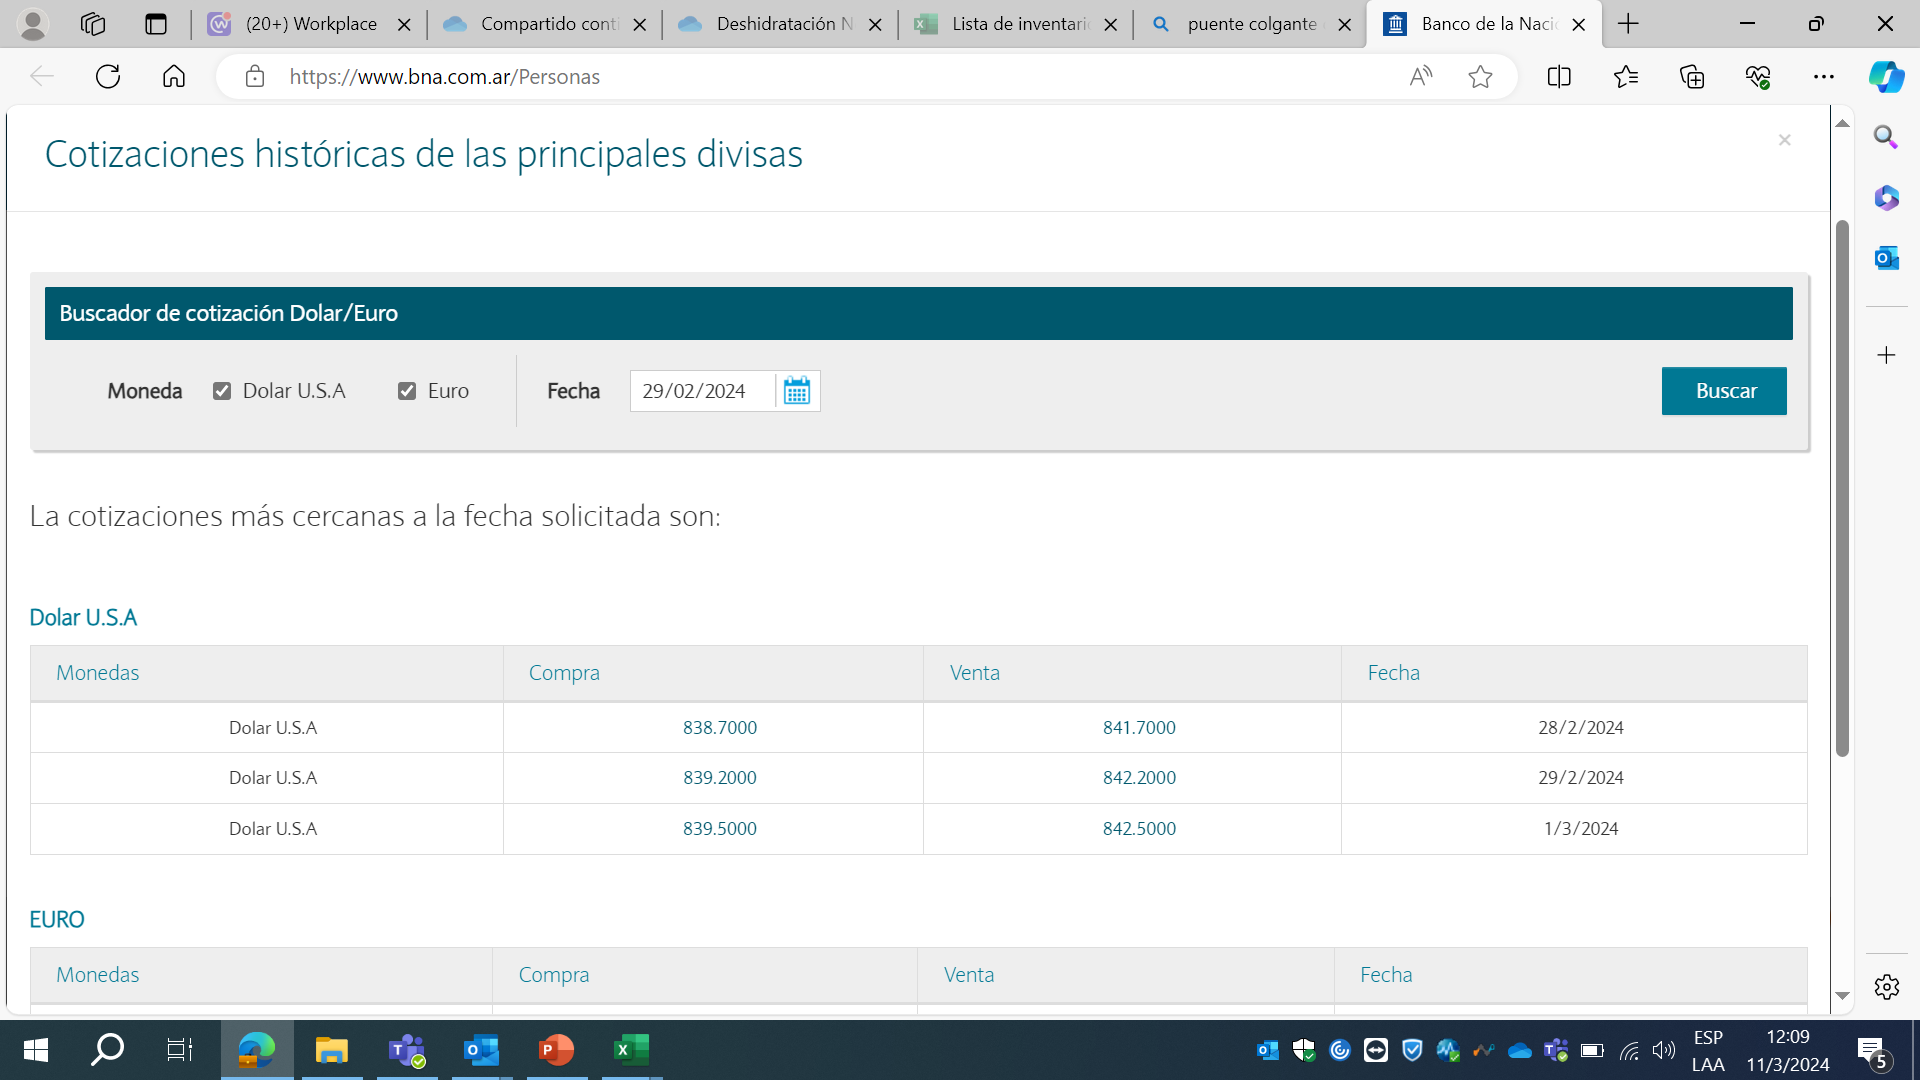 (20+) Workplace
Compartido conti
Deshidratación N
Lista de inventario
puente colgante
Banco de la Nació
https://www.bna.com.ar/Personas
Cotizaciones históricas de las principales divisas
Buscador de cotización Dolar/Euro
Moneda Dolar U.S.A Euro Fecha 29/02/2024 Buscar
La cotizaciones más cercanas a la fecha solicitada son:
Dolar U.S.A
Monedas Compra Venta Fecha
Dolar U.S.A 838.7000 841.7000 28/2/2024
Dolar U.S.A 839.2000 842.2000 29/2/2024
Dolar U.S.A 839.5000 842.5000 1/3/2024
EURO
Monedas Compra Venta Fecha
ESP 12:09
LAA 11/3/2024 5